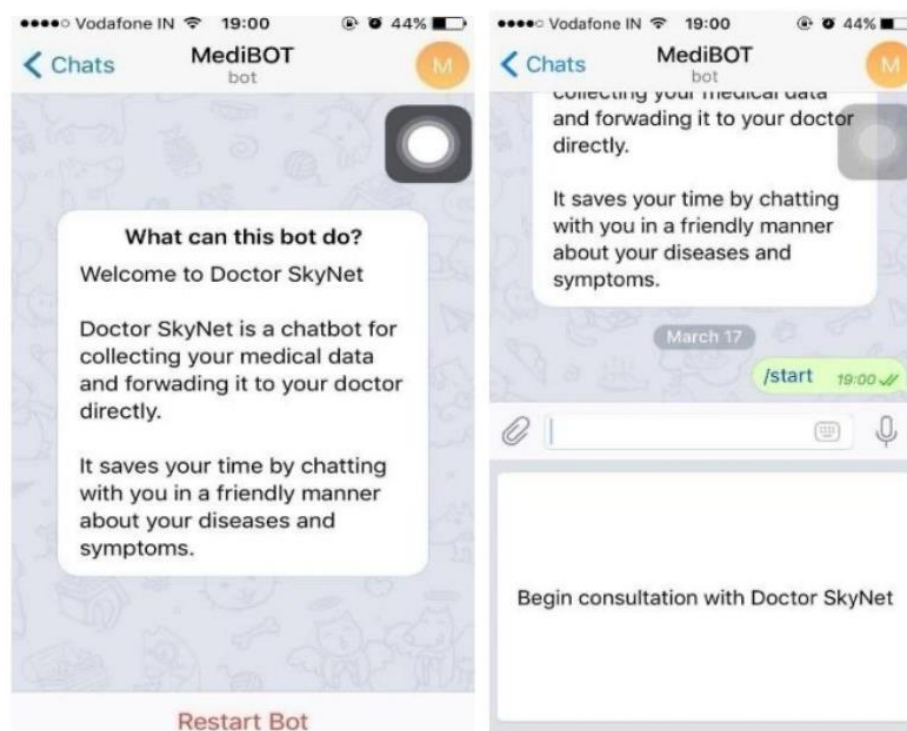 Vodafone IN 19:00 44%
Chats
MediBOT
bot
M
What can this bot do?
Welcome to Doctor SkyNet
Doctor SkyNet is a chatbot for
collecting your medical data
and forwading it to your doctor
directly.
It saves your time by chatting
with you in a friendly manner
about your diseases and
symptoms.
Restart Bot
Vodafone IN 19:00 44%
Chats
MediBOT
bot
M
collecting your medical data
and forwading it to your doctor
directly.
It saves your time by chatting
with you in a friendly manner
about your diseases and
symptoms.
March 17
/start 19:00
Begin consultation with Doctor SkyNet